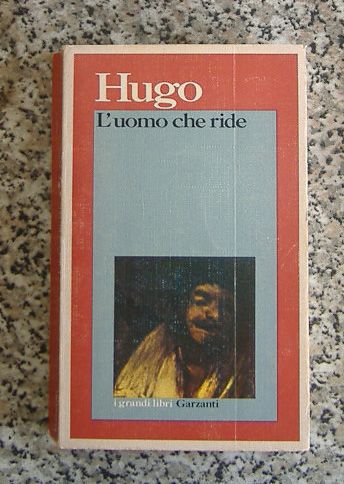 Hugo
L'uomo che ride
i grandi libri Garzanti